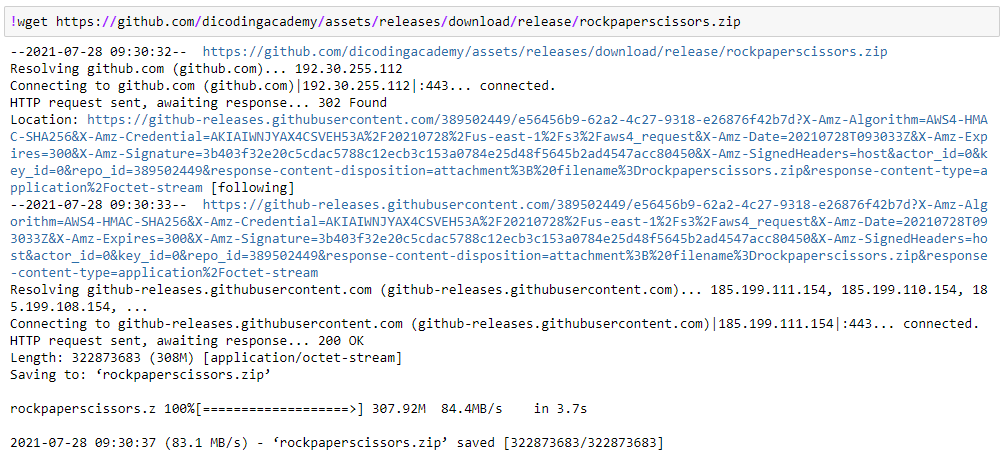 !wget https://github.com/dicodingacademy/assets/releases/download/release/rockpaperscissors.zip
--2021-07-28 09:30:32--  https://github.com/dicodingacademy/assets/releases/download/release/rockpaperscissors.zip
Resolving github.com (github.com)... 192.30.255.112
Connecting to github.com (github.com)|192.30.255.112|:443... connected.
HTTP request sent, awaiting response... 302 Found
Location: https://github-releases.githubusercontent.com/389502449/e56456b9-62a2-4c27-9318-e26876f42b7d?X-Amz-Algorithm=AWS4-HMA
C-SHA256&X-Amz-Credential=AKIAIWNJYAX4CSVEH53A%2F20210728%2Fus-east-1%2Fs3%2Faws4_request&X-Amz-Date=20210728T093033Z&X-Amz-Exp
ires=300&X-Amz-Signature=3b403f32e20c5cdac5788c12ecb3c153a0784e25d48f5645b2ad4547acc80450&X-Amz-SignedHeaders=host&actor_id=0&
key_id=0&repo_id=389502449&response-content-disposition=attachment%3B%20filename%3Drockpaperscissors.zip&response-content-type=a
pplication%2Foctet-stream [following]
--2021-07-28 09:30:33--  https://github-releases.githubusercontent.com/389502449/e56456b9-62a2-4c27-9318-e26876f42b7d?X-Amz-Alg
orithm=AWS4-HMAC-SHA256&X-Amz-Credential=AKIAIWNJYAX4CSVEH53A%2F20210728%2Fus-east-1%2Fs3%2Faws4_request&X-Amz-Date=20210728T09
3033Z&X-Amz-Expires=300&X-Amz-Signature=3b403f32e20c5cdac5788c12ecb3c153a0784e25d48f5645b2ad4547acc80450&X-Amz-SignedHeaders=ho
st&actor_id=0&key_id=0&repo_id=389502449&response-content-disposition=attachment%3B%20filename%3Drockpaperscissors.zip&response
-content-type=application%2Foctet-stream
Resolving github-releases.githubusercontent.com (github-releases.githubusercontent.com)... 185.199.111.154, 185.199.110.154, 18
5.199.108.154, ...
Connecting to github-releases.githubusercontent.com (github-releases.githubusercontent.com)|185.199.111.154|:443... connected.
HTTP request sent, awaiting response... 200 OK
Length: 322873683 (308M) [application/octet-stream]
Saving to: ‘rockpaperscissors.zip’
rockpaperscissors.z 100%[===================>] 307.92M  84.4MB/s    in 3.7s
2021-07-28 09:30:37 (83.1 MB/s) - ‘rockpaperscissors.zip’ saved [322873683/322873683]